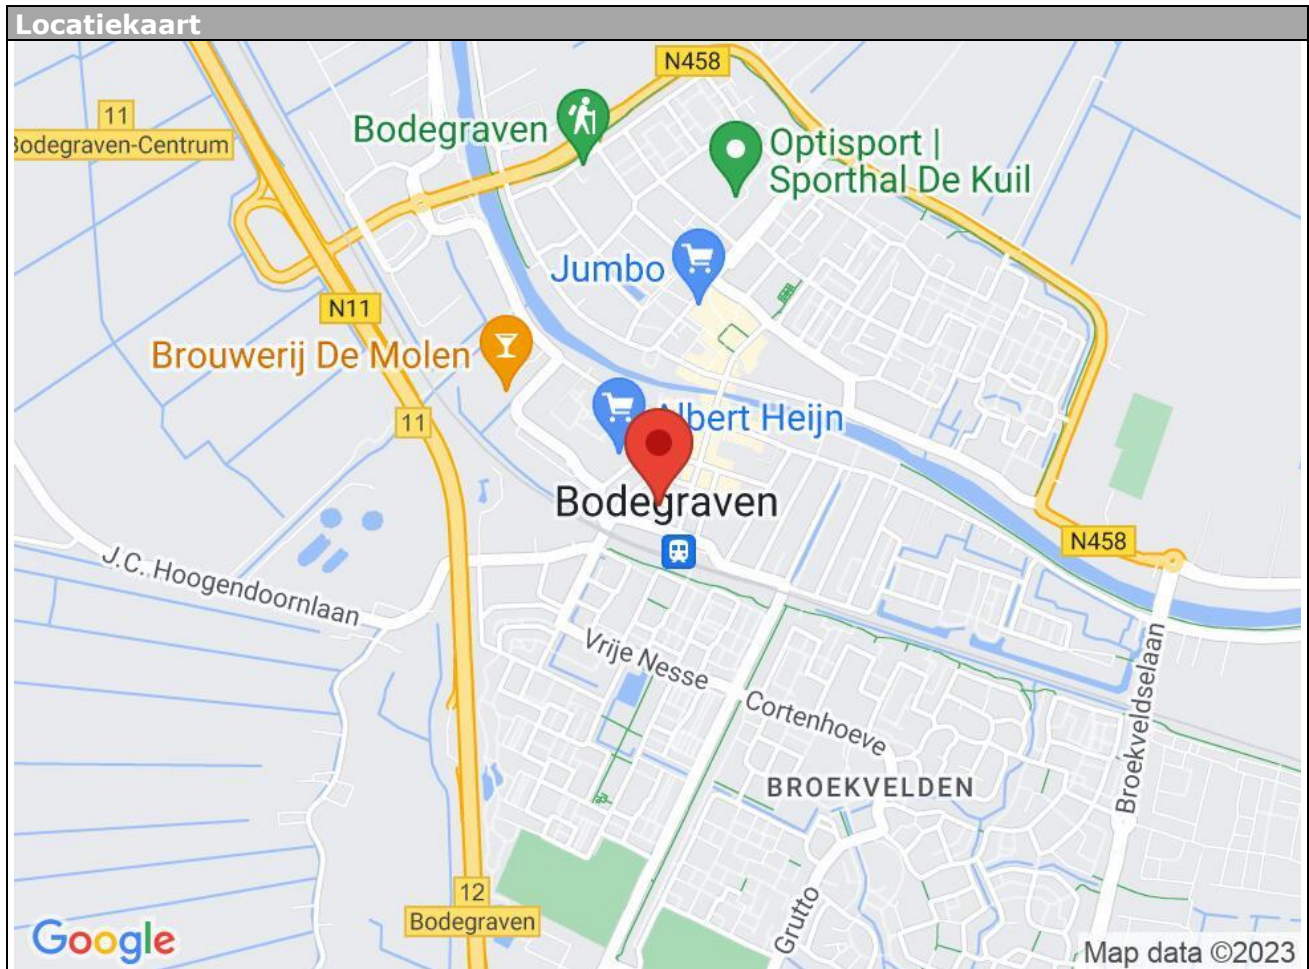 Locatiekaart
N458
11
Bodegraven-Centrum
Bodegraven
Optisport |
Sporthal De Kuil
Jumbo
N11
Brouwerij De Molen
11
Albert Heijn
Bodegraven
N458
J.C. Hoogendoornlaan
Vrije Nesse
Cortenhoeve
Broekveldselaan
BROEKVELDEN
12
Bodegraven
Grutto
Google
Map data ©2023